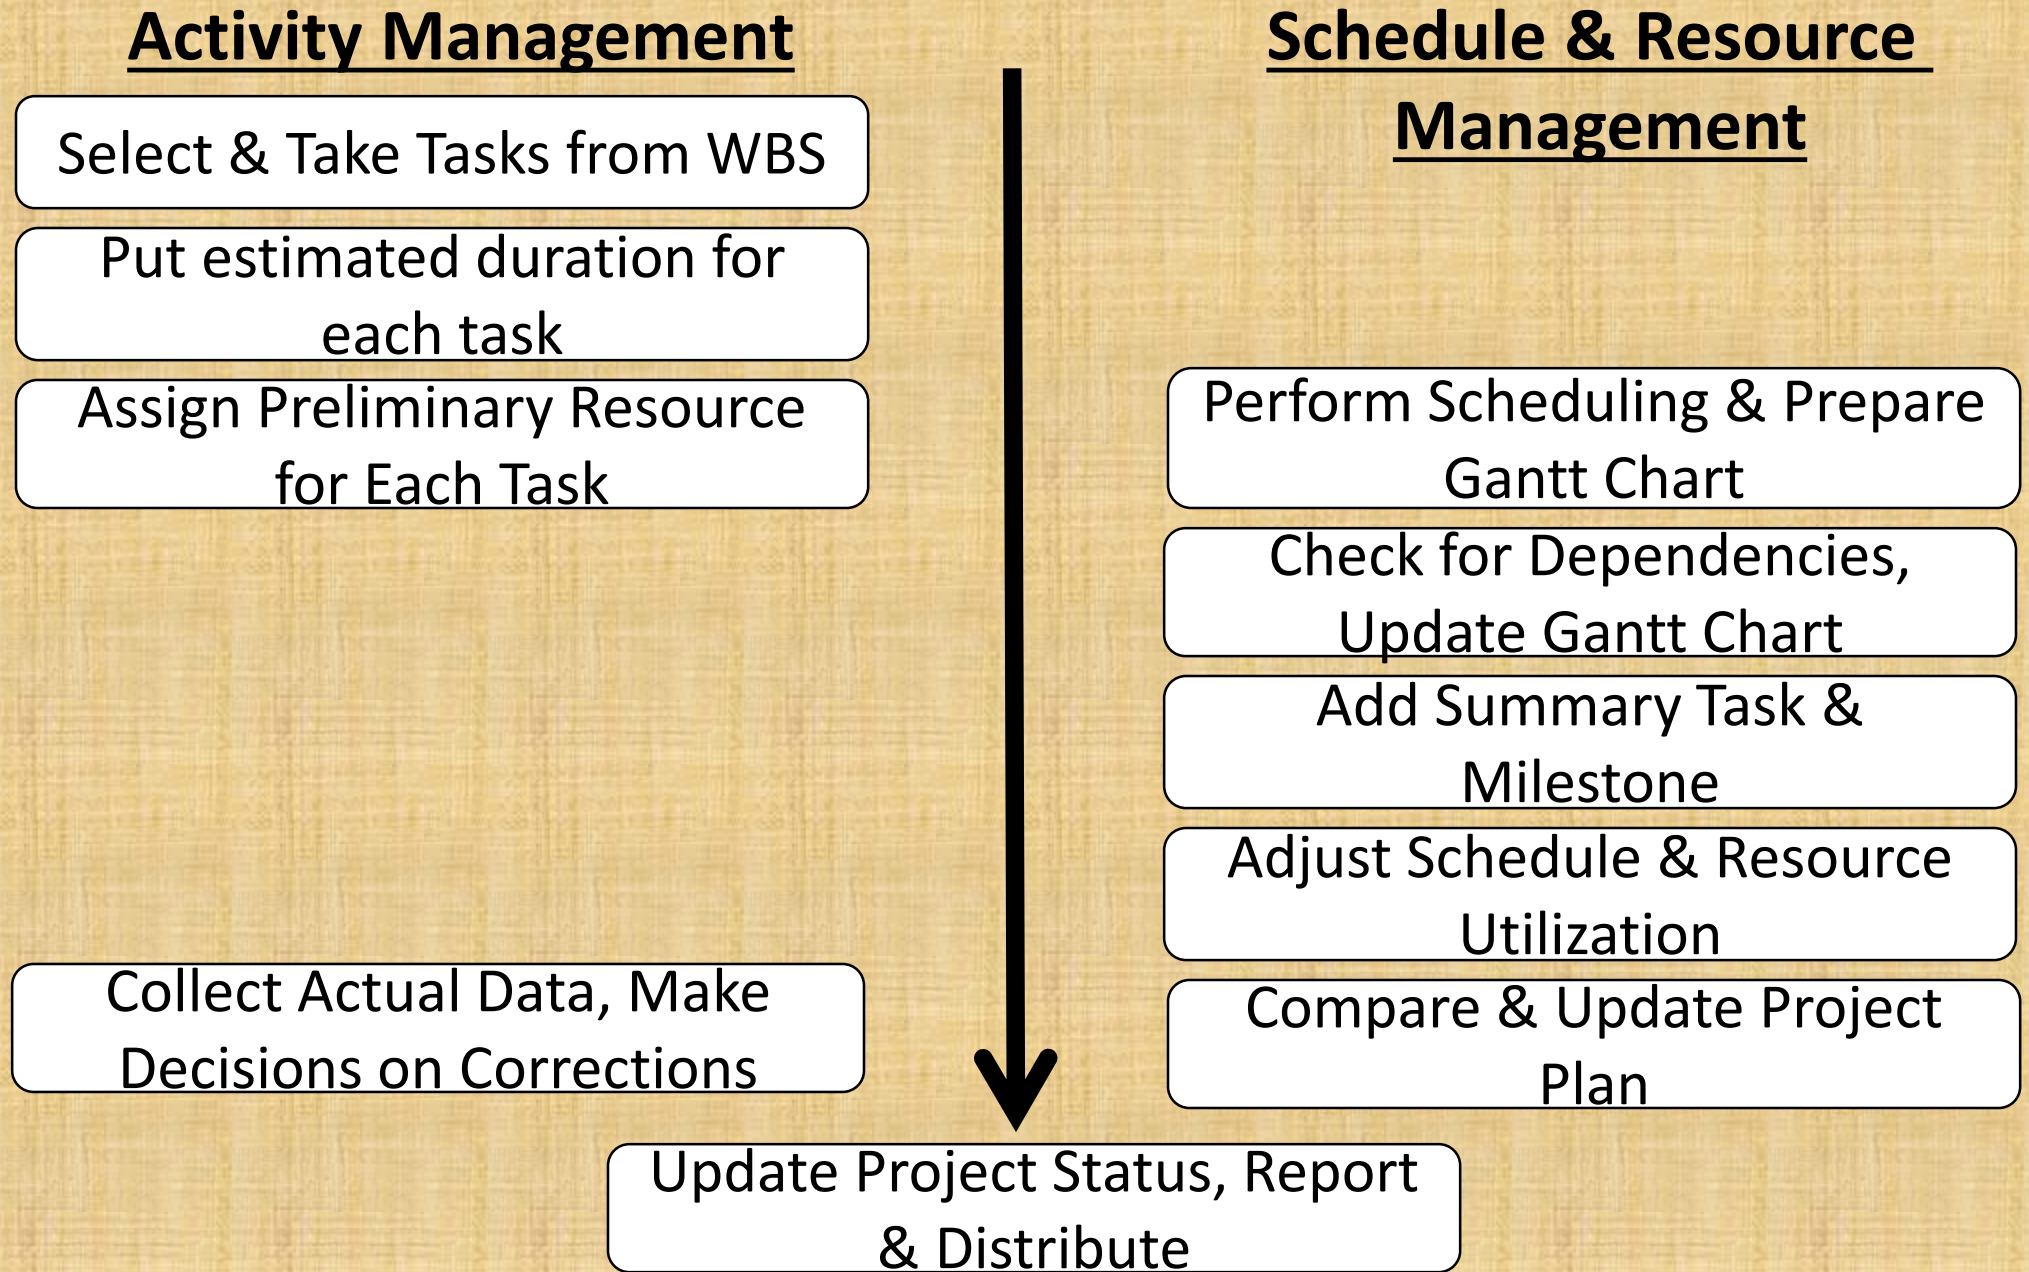 Activity Management
Select & Take Tasks from WBS
Put estimated duration for
each task
Assign Preliminary Resource
for Each Task
Collect Actual Data, Make
Decisions on Corrections
Schedule & Resource
Management
Perform Scheduling & Prepare
Gantt Chart
Check for Dependencies,
Update Gantt Chart
Add Summary Task &
Milestone
Adjust Schedule & Resource
Utilization
Compare & Update Project
Plan
Update Project Status, Report
& Distribute